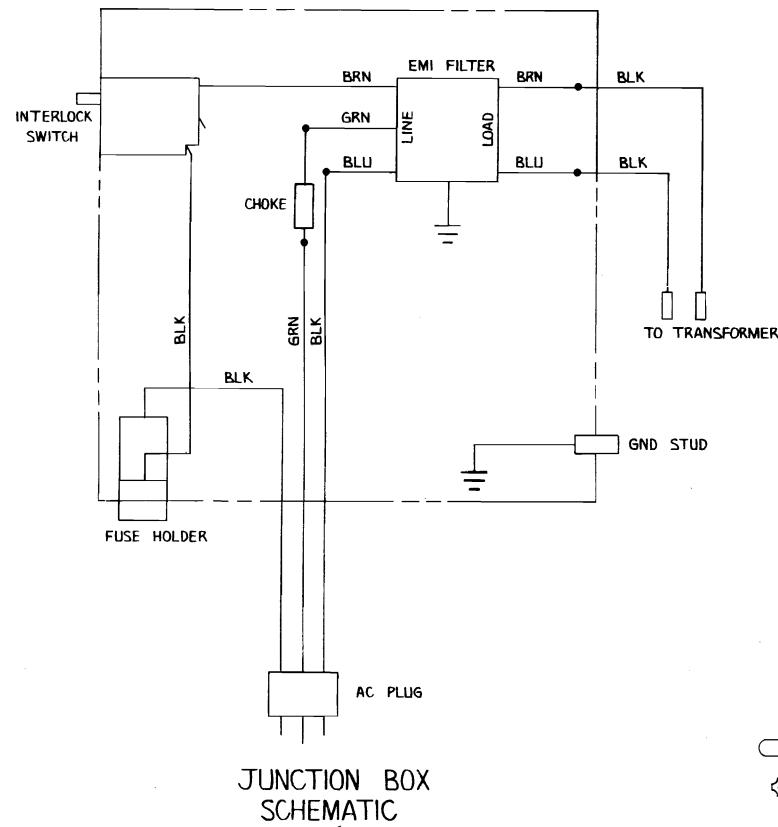 EMI FILTER
BRN
BRN
BLK
INTERLOCK
SWITCH
GRN
LINE
LOAD
BLU
BLU
BLK
CHOKE
BLK
GRN
BLK
TO TRANSFORMER
BLK
GND STUD
FUSE HOLDER
AC PLUG
JUNCTION BOX
SCHEMATIC